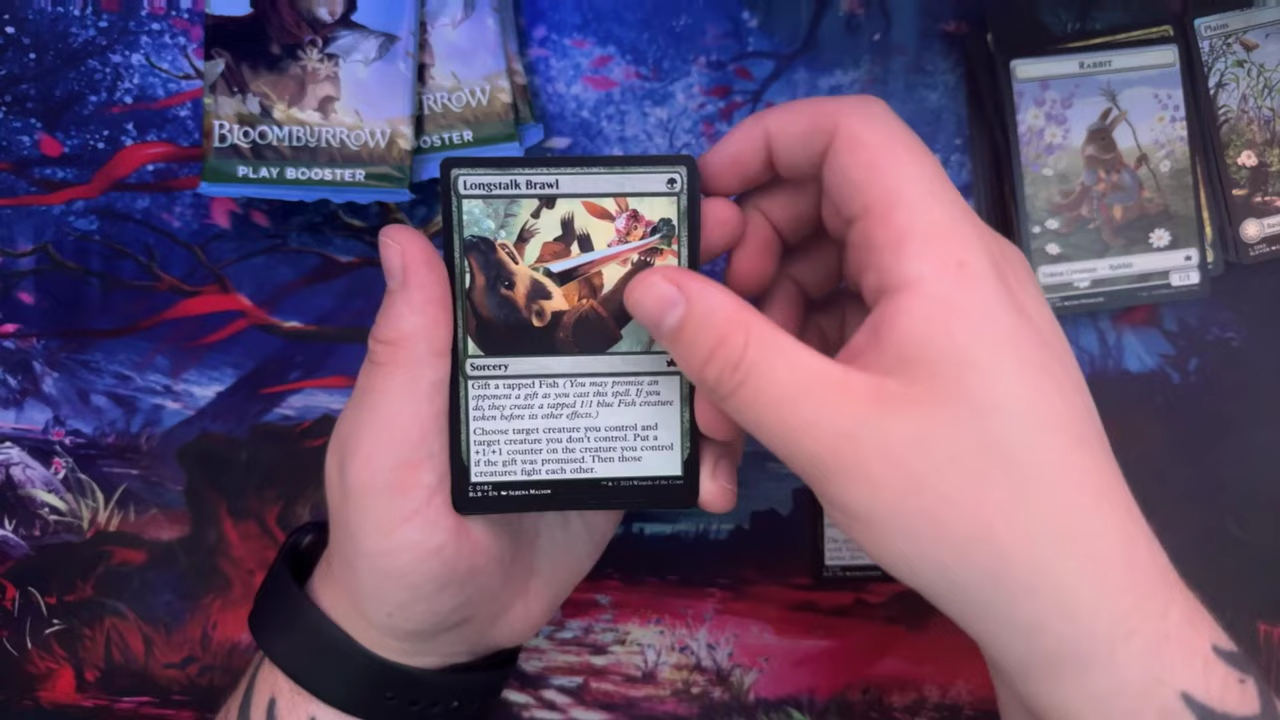 BLOOMBURROW
PLAY BOOSTER
RROW
OSTER
Longstalk Brawl
Sorcery
Gift a tapped Fish (You may promise an
opponent a gift as you cast this spell. If you
do, they create a tapped 1/1 blue Fish creature
token before its other effects.)
Choose target creature you control and
target creature you don't control. Put a
+1/+1 counter on the creature you control
if the gift was promised. Then those
creatures fight each other.
C 0182
BLB • EN SERENA MALYON
™ & © 2024 Wizards of the Coast
RABBIT
Token Creature — Rabbit
1/1
Plains